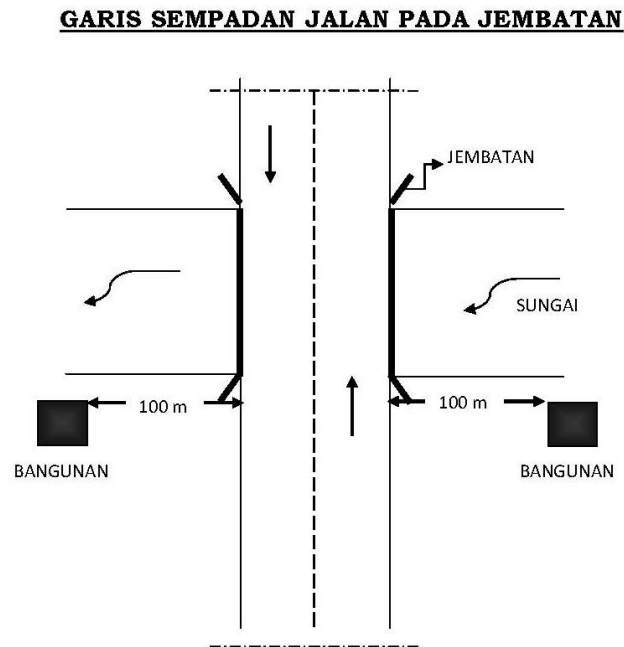 GARIS SEMPADAN JALAN PADA JEMBATAN
JEMBATAN
SUNGAI
100 m
100 m
BANGUNAN
BANGUNAN